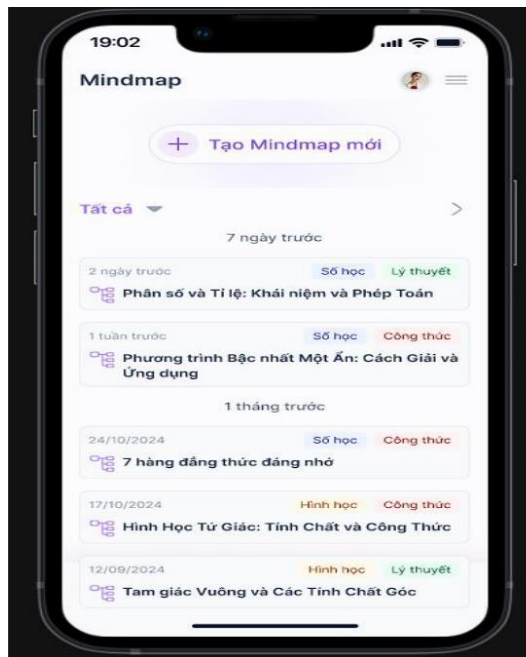 19:02
Mindmap
Tạo Mindmap mới
Tất cả
7 ngày trước
2 ngày trước Số học Lý thuyết
Phân số và Tỉ lệ: Khái niệm và Phép Toán
1 tuần trước Số học Công thức
Phương trình Bậc nhất Một Ẩn: Cách Giải và
Ứng dụng
1 tháng trước
24/10/2024 Số học Công thức
7 hàng đẳng thức đáng nhớ
17/10/2024 Hình học Công thức
Hình Học Tứ Giác: Tính Chất và Công Thức
12/09/2024 Hình học Lý thuyết
Tam giác Vuông và Các Tính Chất Góc